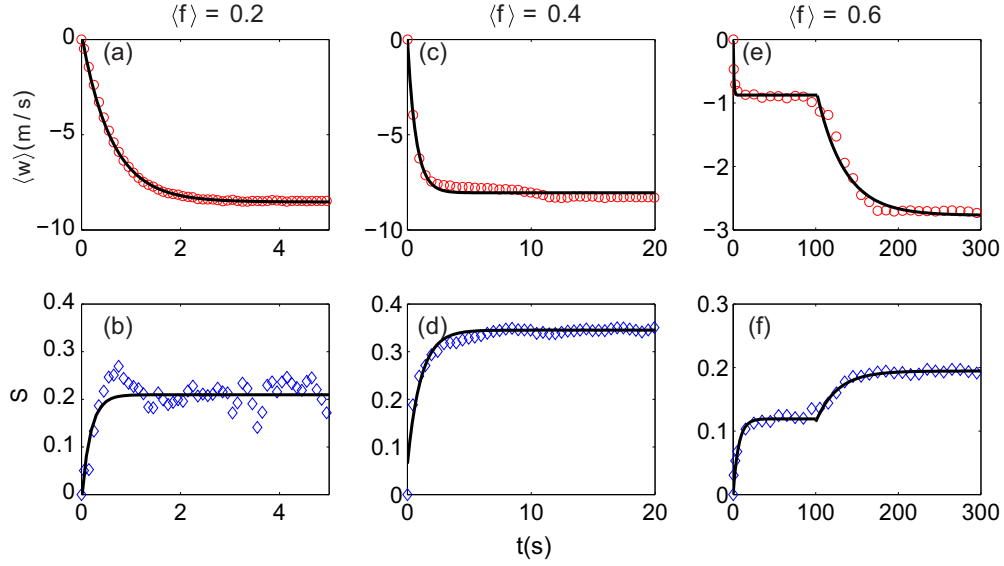 ⟨f⟩ = 0.2 ⟨f⟩ = 0.4 ⟨f⟩ = 0.6
(a) (c) (e)
⟨w⟩(m / s)
0 −5 −10
0 2 4
0 −5 −10
0 10 20
0 −1 −2 −3
0 100 200 300
(b) (d) (f)
S
0.4 0.3 0.2 0.1 0
0 2 4
0.4 0.3 0.2 0.1 0
0 10 20
0.3 0.2 0.1 0
0 100 200 300
t(s)